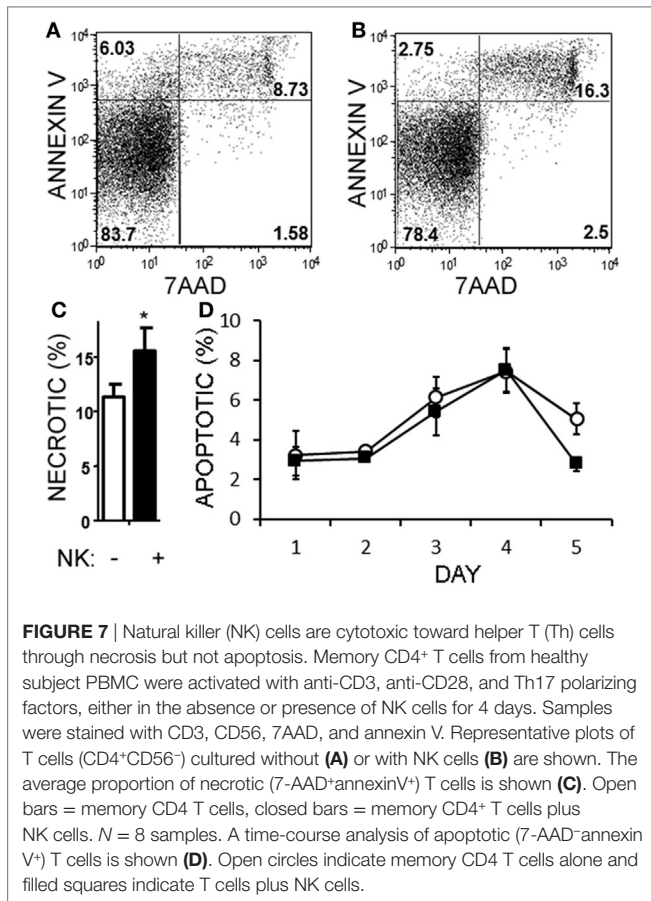 A
B
ANNEXIN V
10⁴
10³
10²
10¹
10⁰
6.03
8.73
83.7
1.58
10⁰ 10¹ 10² 10³ 10⁴
7AAD
ANNEXIN V
10⁴
10³
10²
10¹
10⁰
2.75
16.3
78.4
2.5
10⁰ 10¹ 10² 10³ 10⁴
7AAD
C
NECROTIC (%)
15
10
5
0
*
NK: - +
D
APOPTOTIC (%)
10
8
6
4
2
0
1 2 3 4 5
DAY
FIGURE 7 | Natural killer (NK) cells are cytotoxic toward helper T (Th) cells
through necrosis but not apoptosis. Memory CD4⁺ T cells from healthy
subject PBMC were activated with anti-CD3, anti-CD28, and Th17 polarizing
factors, either in the absence or presence of NK cells for 4 days. Samples
were stained with CD3, CD56, 7AAD, and annexin V. Representative plots of
T cells (CD4⁺CD56⁻) cultured without (A) or with NK cells (B) are shown. The
average proportion of necrotic (7-AAD⁺annexinV⁺) T cells is shown (C). Open
bars = memory CD4 T cells, closed bars = memory CD4⁺ T cells plus
NK cells. N = 8 samples. A time-course analysis of apoptotic (7-AAD⁻annexin
V⁺) T cells is shown (D). Open circles indicate memory CD4 T cells alone and
filled squares indicate T cells plus NK cells.